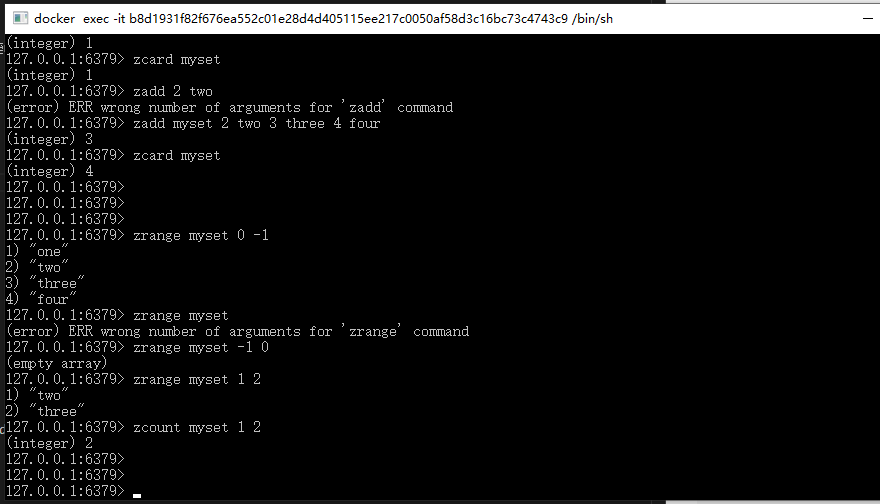 docker  exec -it b8d1931f82f676ea552c01e28d4d405115ee217c0050af58d3c16bc73c4743c9 /bin/sh
(integer) 1
127.0.0.1:6379> zcard myset
(integer) 1
127.0.0.1:6379> zadd 2 two
(error) ERR wrong number of arguments for 'zadd' command
127.0.0.1:6379> zadd myset 2 two 3 three 4 four
(integer) 3
127.0.0.1:6379> zcard myset
(integer) 4
127.0.0.1:6379>
127.0.0.1:6379>
127.0.0.1:6379>
127.0.0.1:6379> zrange myset 0 -1
1) "one"
2) "two"
3) "three"
4) "four"
127.0.0.1:6379> zrange myset
(error) ERR wrong number of arguments for 'zrange' command
127.0.0.1:6379> zrange myset -1 0
(empty array)
127.0.0.1:6379> zrange myset 1 2
1) "two"
2) "three"
127.0.0.1:6379> zcount myset 1 2
(integer) 2
127.0.0.1:6379>
127.0.0.1:6379>
127.0.0.1:6379>